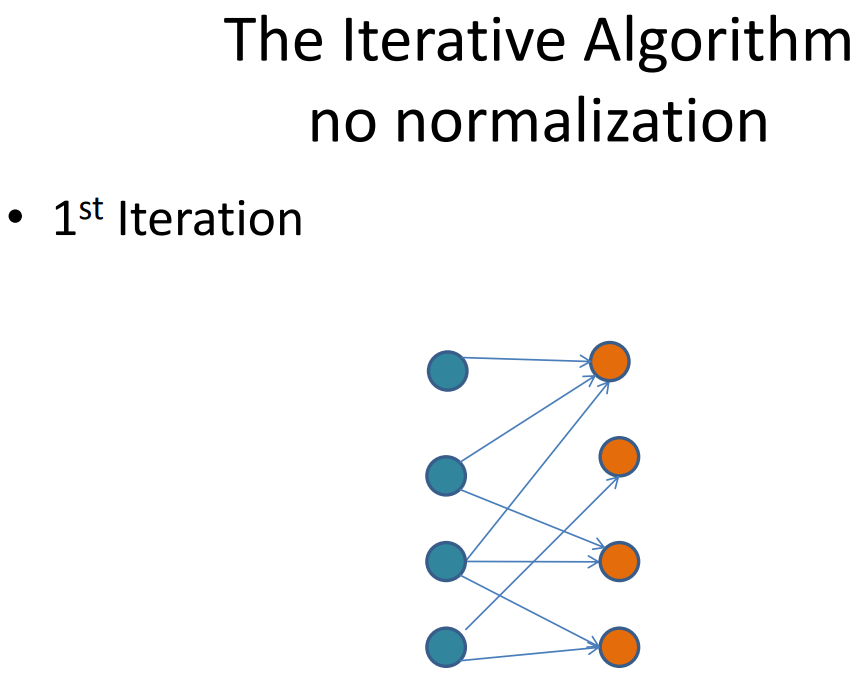 The Iterative Algorithm
no normalization
• 1st Iteration